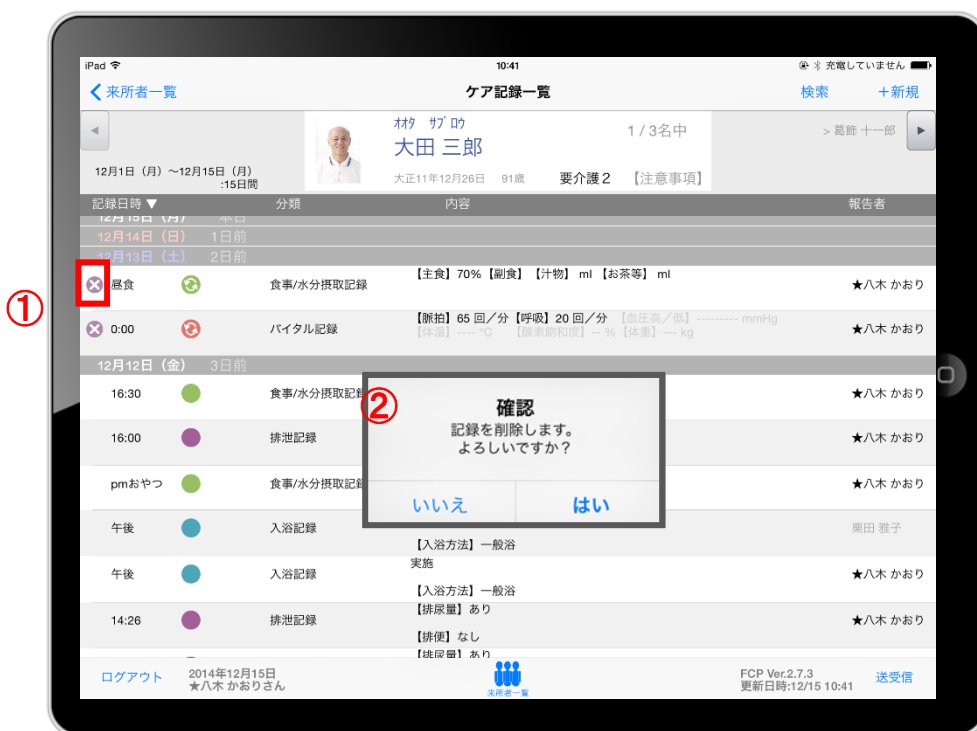 iPad 10:41 充電していません
来所者一覧 ケア記録一覧 検索 +新規
オオタ サブロウ
大田 三郎 1 / 3名中 > 葛飾 十一郎
12月1日（月）～12月15日（月）
:15日間
大正11年12月26日 91歳 要介護２ 【注意事項】
記録日時 ▼ 分類 内容 報告者
12月15日（月） 本日
12月14日（日） 1日前
12月13日（土） 2日前
①
昼食 食事/水分摂取記録 【主食】70%【副食】【汁物】 ml 【お茶等】 ml ★八木 かおり
0:00 バイタル記録 【脈拍】65 回／分【呼吸】20 回／分 【血圧高／低】--------- mmHg ★八木 かおり
【体温】---- ℃ 【酸素飽和度】-- %【体重】--- kg
12月12日（金） 3日前
16:30 食事/水分摂取記録 ★八木 かおり
②
確認
記録を削除します。
よろしいですか？
いいえ はい
16:00 排泄記録 ★八木 かおり
pmおやつ 食事/水分摂取記録 ★八木 かおり
午後 入浴記録 栗田 雅子
【入浴方法】一般浴
実施
午後 入浴記録 ★八木 かおり
【入浴方法】一般浴
【排尿量】あり
14:26 排泄記録 ★八木 かおり
【排便】なし
【排尿量】あり
ログアウト 2014年12月15日
★八木 かおりさん
来所者一覧
FCP Ver.2.7.3
更新日時:12/15 10:41
送受信